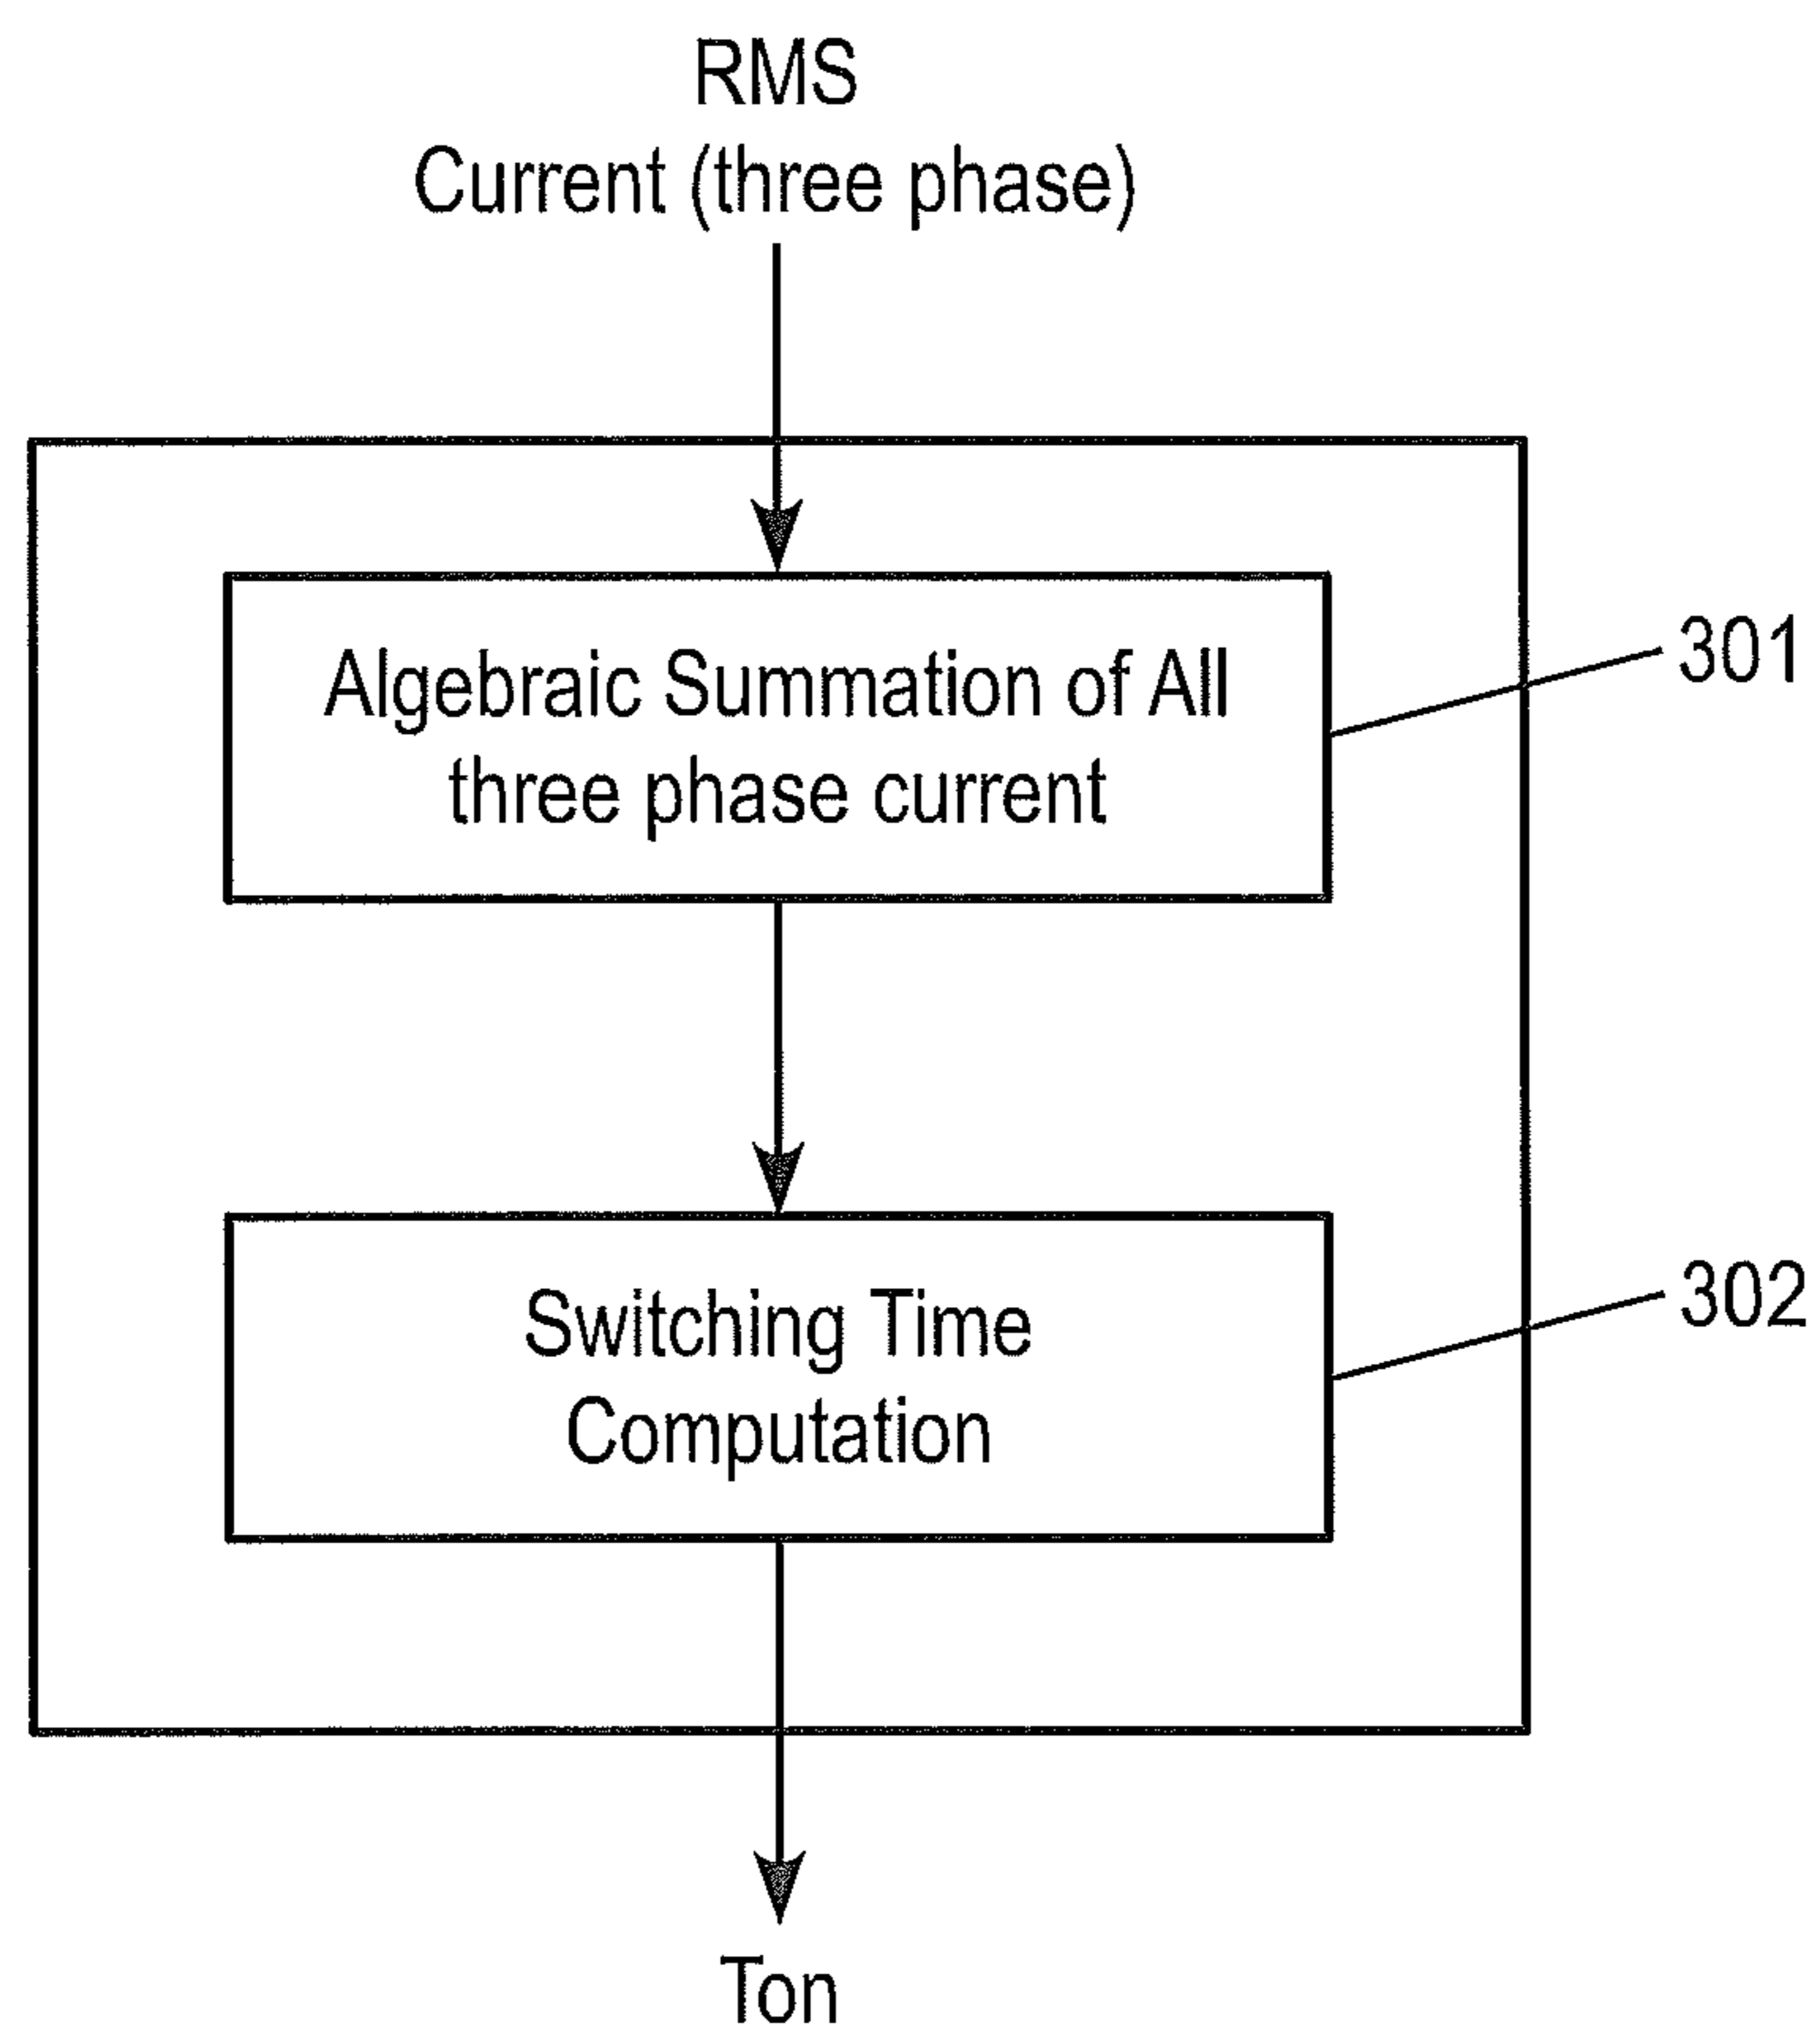 RMS
Current (three phase)
Algebraic Summation of All
three phase current
301
Switching Time
Computation
302
Ton